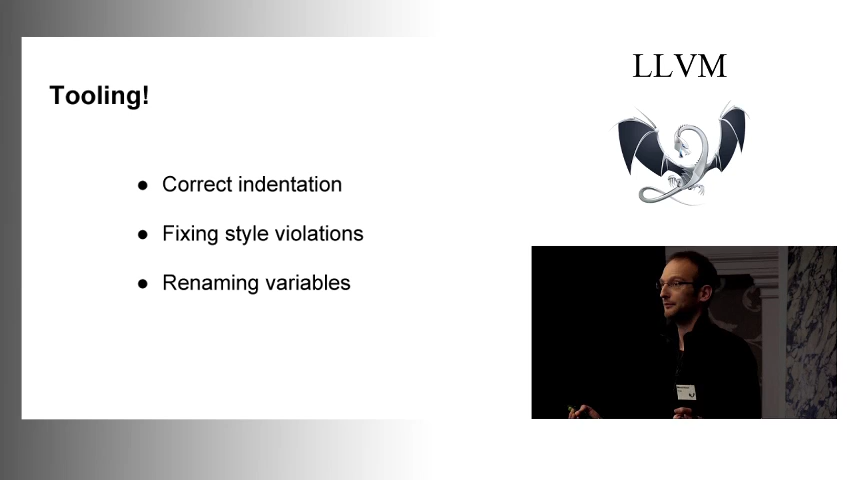 Tooling!
● Correct indentation
● Fixing style violations
● Renaming variables
LLVM